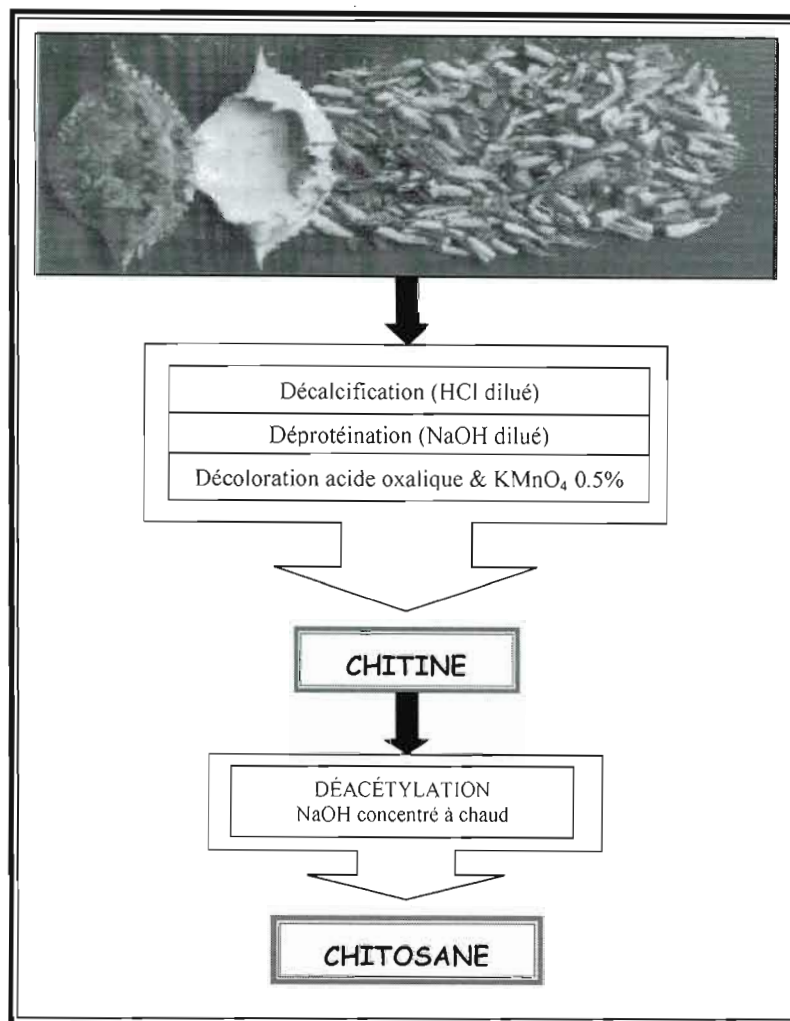 Décalcification (HCl dilué)
Déprotéination (NaOH dilué)
Décoloration acide oxalique & KMnO₄ 0.5%
CHITINE
DÉACÉTYLATION
NaOH concentré à chaud
CHITOSANE